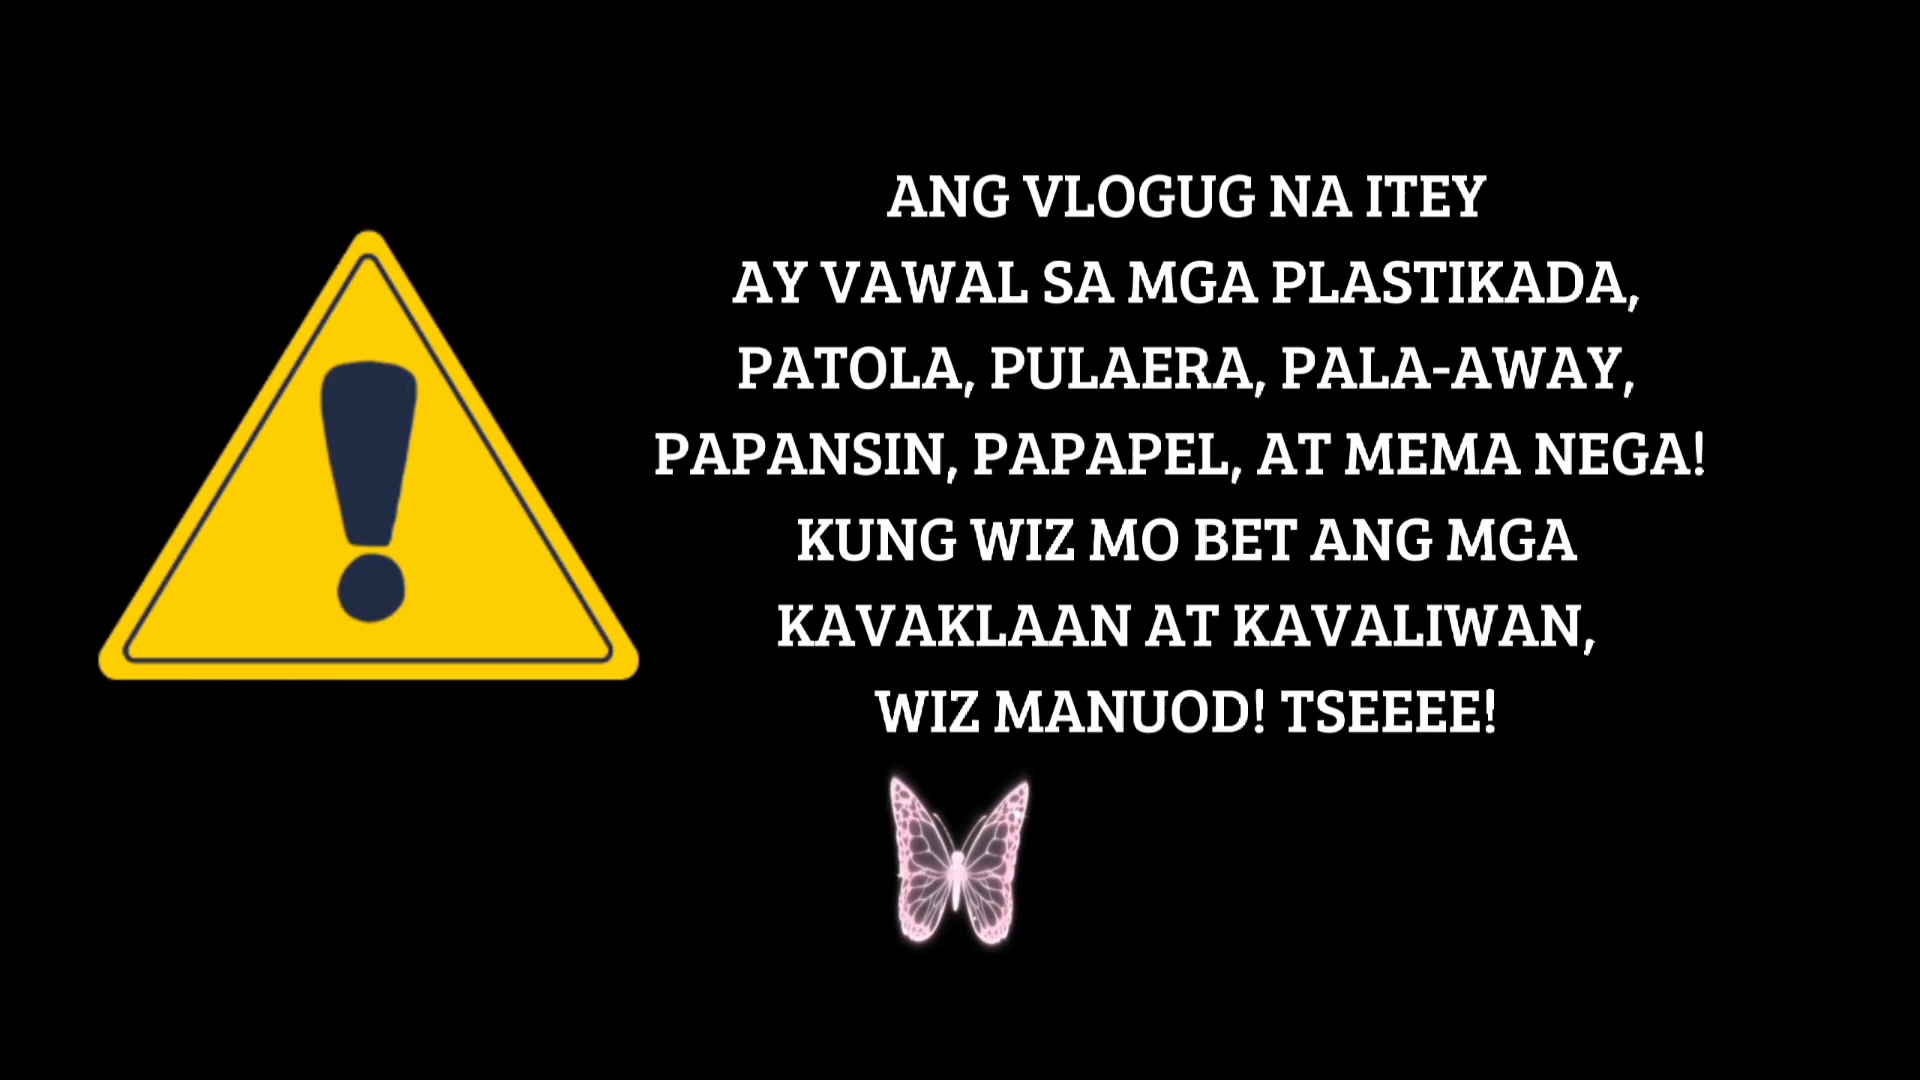 ANG VLOGUG NA ITEY
AY VAWAL SA MGA PLASTIKADA,
PATOLA, PULAERA, PALA-AWAY,
PAPANSIN, PAPAPEL, AT MEMA NEGA!
KUNG WIZ MO BET ANG MGA
KAVAKLAAN AT KAVALIWAN,
WIZ MANUOD! TSEEEE!